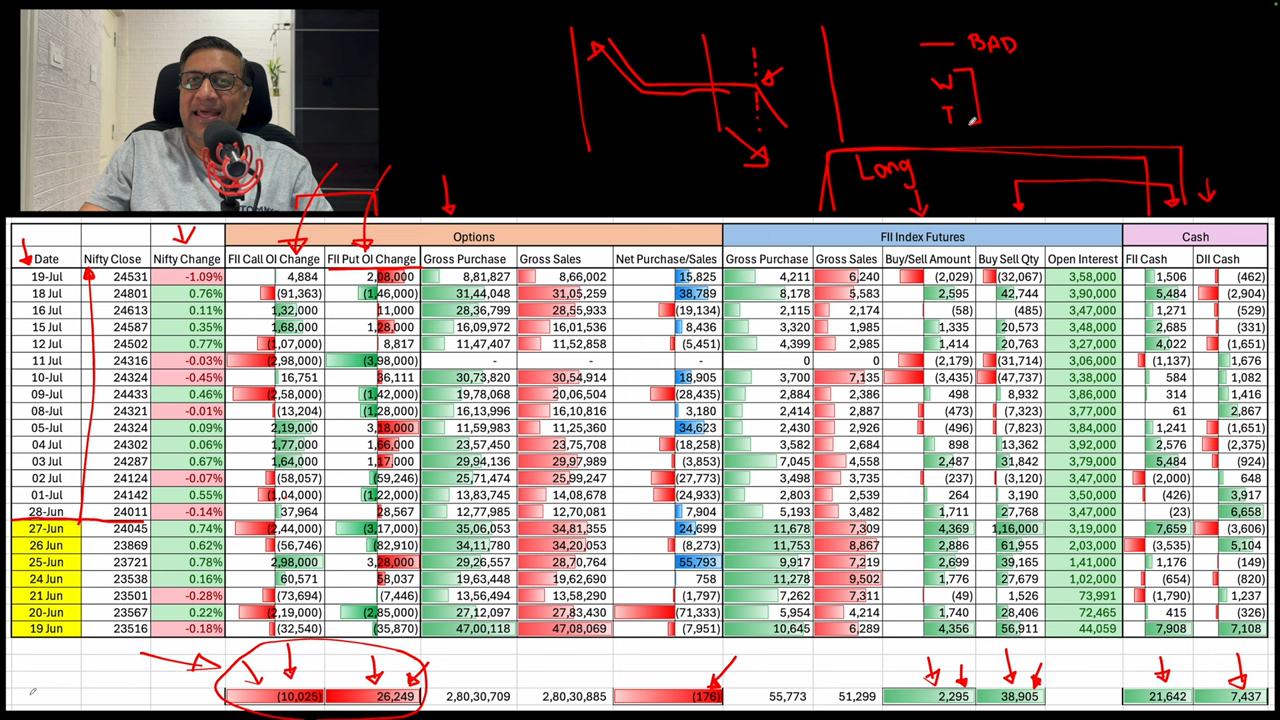 BAD
W
T
Long
Options FII Index Futures Cash
Date Nifty Close Nifty Change FII Call OI Change FII Put OI Change Gross Purchase Gross Sales Net Purchase/Sales Gross Purchase Gross Sales Buy/Sell Amount Buy/Sell Qty Open Interest FII Cash DII Cash
19-Jul 24531 -1.09% 4,884 2,08,000 8,81,827 8,66,002 15,825 4,211 6,240 (2,029) (32,067) 3,58,000 1,506 (462)
18 Jul 24801 0.76% (91,363) (1,46,000) 31,44,048 31,05,259 38,789 8,178 5,583 2,595 42,744 3,90,000 5,484 (2,904)
16 Jul 24613 0.11% 1,32,000 11,000 28,36,799 28,55,933 (19,134) 2,115 2,174 (58) (485) 3,47,000 1,271 (529)
15 Jul 24587 0.35% 1,68,000 1,28,000 16,09,972 16,01,536 8,436 3,320 1,985 1,335 20,573 3,48,000 2,685 (331)
12 Jul 24502 0.77% (1,07,000) 8,817 11,47,407 11,52,858 (5,451) 4,399 2,985 1,414 20,763 3,27,000 4,022 (1,651)
11 Jul 24316 -0.03% (2,98,000) (3,98,000) - - - 0 0 (2,179) (31,714) 3,06,000 (1,137) 1,676
10-Jul 24324 -0.45% 16,751 36,111 30,73,820 30,54,914 18,905 3,700 7,135 (3,435) (47,737) 3,38,000 584 1,082
09-Jul 24433 0.46% (2,58,000) (1,42,000) 19,78,068 20,06,504 (28,435) 2,884 2,386 498 8,932 3,86,000 314 1,416
08-Jul 24321 -0.01% (13,204) (1,28,000) 16,13,996 16,10,816 3,180 2,414 2,887 (473) (7,323) 3,77,000 61 2,867
05-Jul 24324 0.09% 2,19,000 3,18,000 11,59,983 11,25,360 34,623 2,430 2,926 (496) (7,823) 3,84,000 1,241 (1,651)
04 Jul 24302 0.06% 1,77,000 1,66,000 23,57,450 23,75,708 (18,258) 3,582 2,684 898 13,362 3,92,000 2,576 (2,375)
03 Jul 24287 0.67% 1,64,000 1,17,000 29,94,136 29,97,989 (3,853) 7,045 4,558 2,487 31,842 3,79,000 5,484 (924)
02 Jul 24124 -0.07% (58,057) (59,246) 25,71,474 25,99,247 (27,773) 3,498 3,735 (237) (3,120) 3,47,000 (2,000) 648
01-Jul 24142 0.55% (1,04,000) (1,22,000) 13,83,745 14,08,678 (24,933) 2,803 2,539 264 3,190 3,50,000 (426) 3,917
28-Jun 24011 -0.14% 37,964 28,567 12,77,985 12,70,081 7,904 5,193 3,482 1,711 27,768 3,47,000 (23) 6,658
27-Jun 24045 0.74% (2,44,000) (3,17,000) 35,06,053 34,81,355 24,699 11,678 7,309 4,369 1,16,000 3,19,000 7,659 (3,606)
26 Jun 23869 0.62% (56,746) (82,910) 34,11,780 34,20,053 (8,273) 11,753 8,867 2,886 61,955 2,03,000 (3,535) 5,104
25-Jun 23721 0.78% 2,98,000 3,28,000 29,26,557 28,70,764 55,793 9,917 7,219 2,699 39,165 1,41,000 1,176 (149)
24 Jun 23538 0.16% 60,571 58,037 19,63,448 19,62,690 758 11,278 9,502 1,776 27,679 1,02,000 (654) (820)
21 Jun 23501 -0.28% (73,694) (7,446) 13,56,494 13,58,290 (1,797) 7,262 7,311 (49) 1,526 73,991 (1,790) 1,237
20-Jun 23567 0.22% (2,19,000) (2,85,000) 27,12,097 27,83,430 (71,333) 5,954 4,214 1,740 28,406 72,465 415 (326)
19 Jun 23516 -0.18% (32,540) (35,870) 47,00,118 47,08,069 (7,951) 10,645 6,289 4,356 56,911 44,059 7,908 7,108
(10,025) 26,249 2,80,30,709 2,80,30,885 (176) 55,773 51,299 2,295 38,905 21,642 7,437